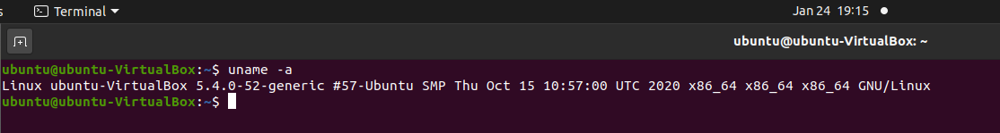 s Terminal Jan 24 19:15
ubuntu@ubuntu-VirtualBox: ~
ubuntu@ubuntu-VirtualBox:~$ uname -a
Linux ubuntu-VirtualBox 5.4.0-52-generic #57-Ubuntu SMP Thu Oct 15 10:57:00 UTC 2020 x86_64 x86_64 x86_64 GNU/Linux
ubuntu@ubuntu-VirtualBox:~$